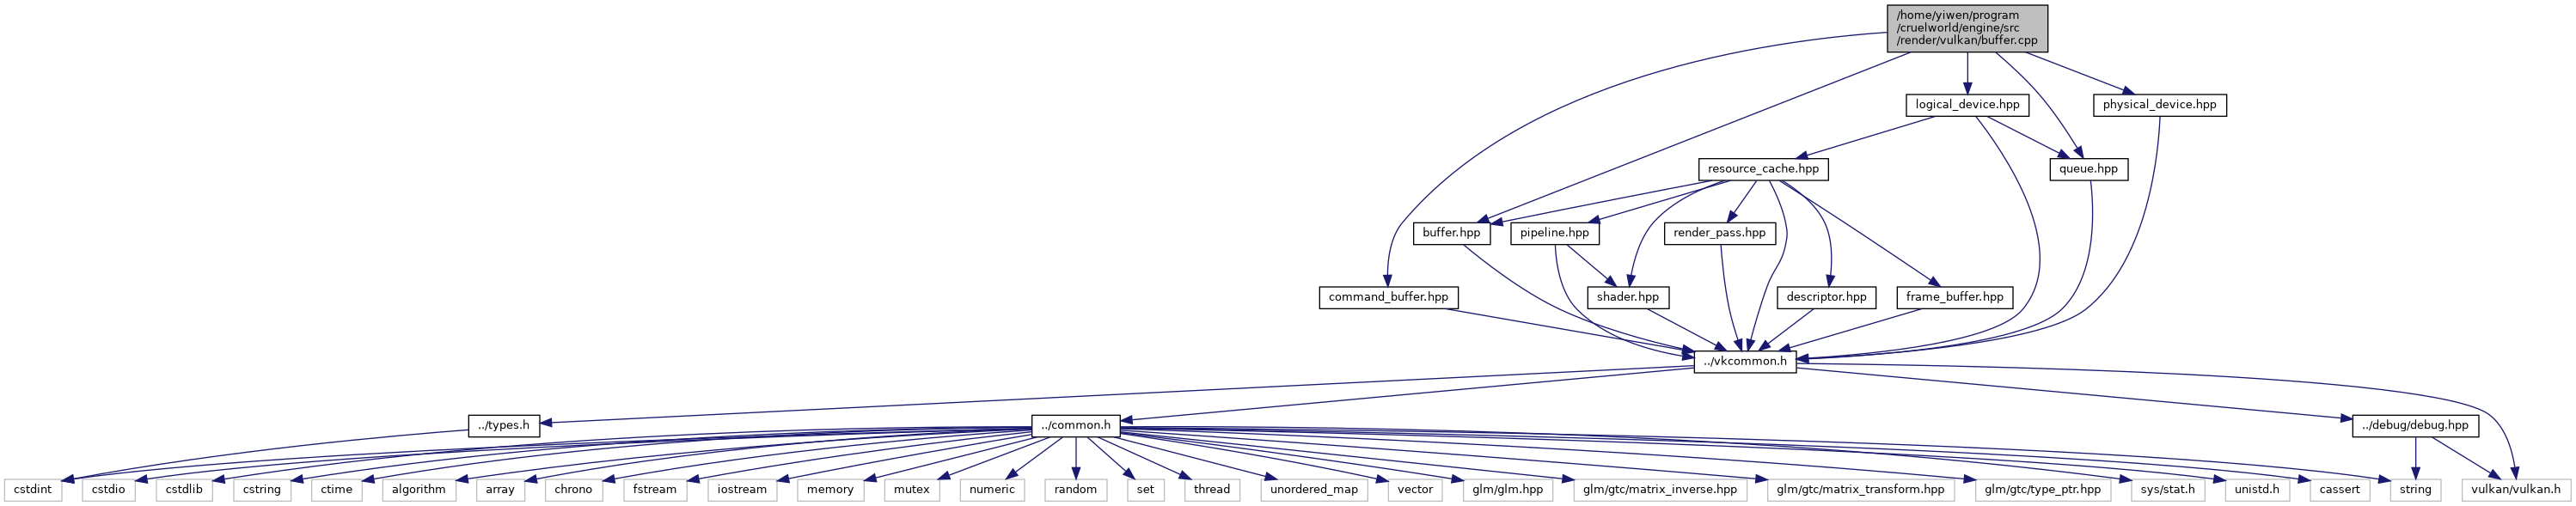 /home/yiwen/program
/cruelworld/engine/src
/render/vulkan/buffer.cpp
logical_device.hpp
physical_device.hpp
resource_cache.hpp
queue.hpp
buffer.hpp
pipeline.hpp
render_pass.hpp
command_buffer.hpp
shader.hpp
descriptor.hpp
frame_buffer.hpp
../vkcommon.h
../types.h
../common.h
../debug/debug.hpp
cstdint
cstdio
cstdlib
cstring
ctime
algorithm
array
chrono
fstream
iostream
memory
mutex
numeric
random
set
thread
unordered_map
vector
glm/glm.hpp
glm/gtc/matrix_inverse.hpp
glm/gtc/matrix_transform.hpp
glm/gtc/type_ptr.hpp
sys/stat.h
unistd.h
cassert
string
vulkan/vulkan.h